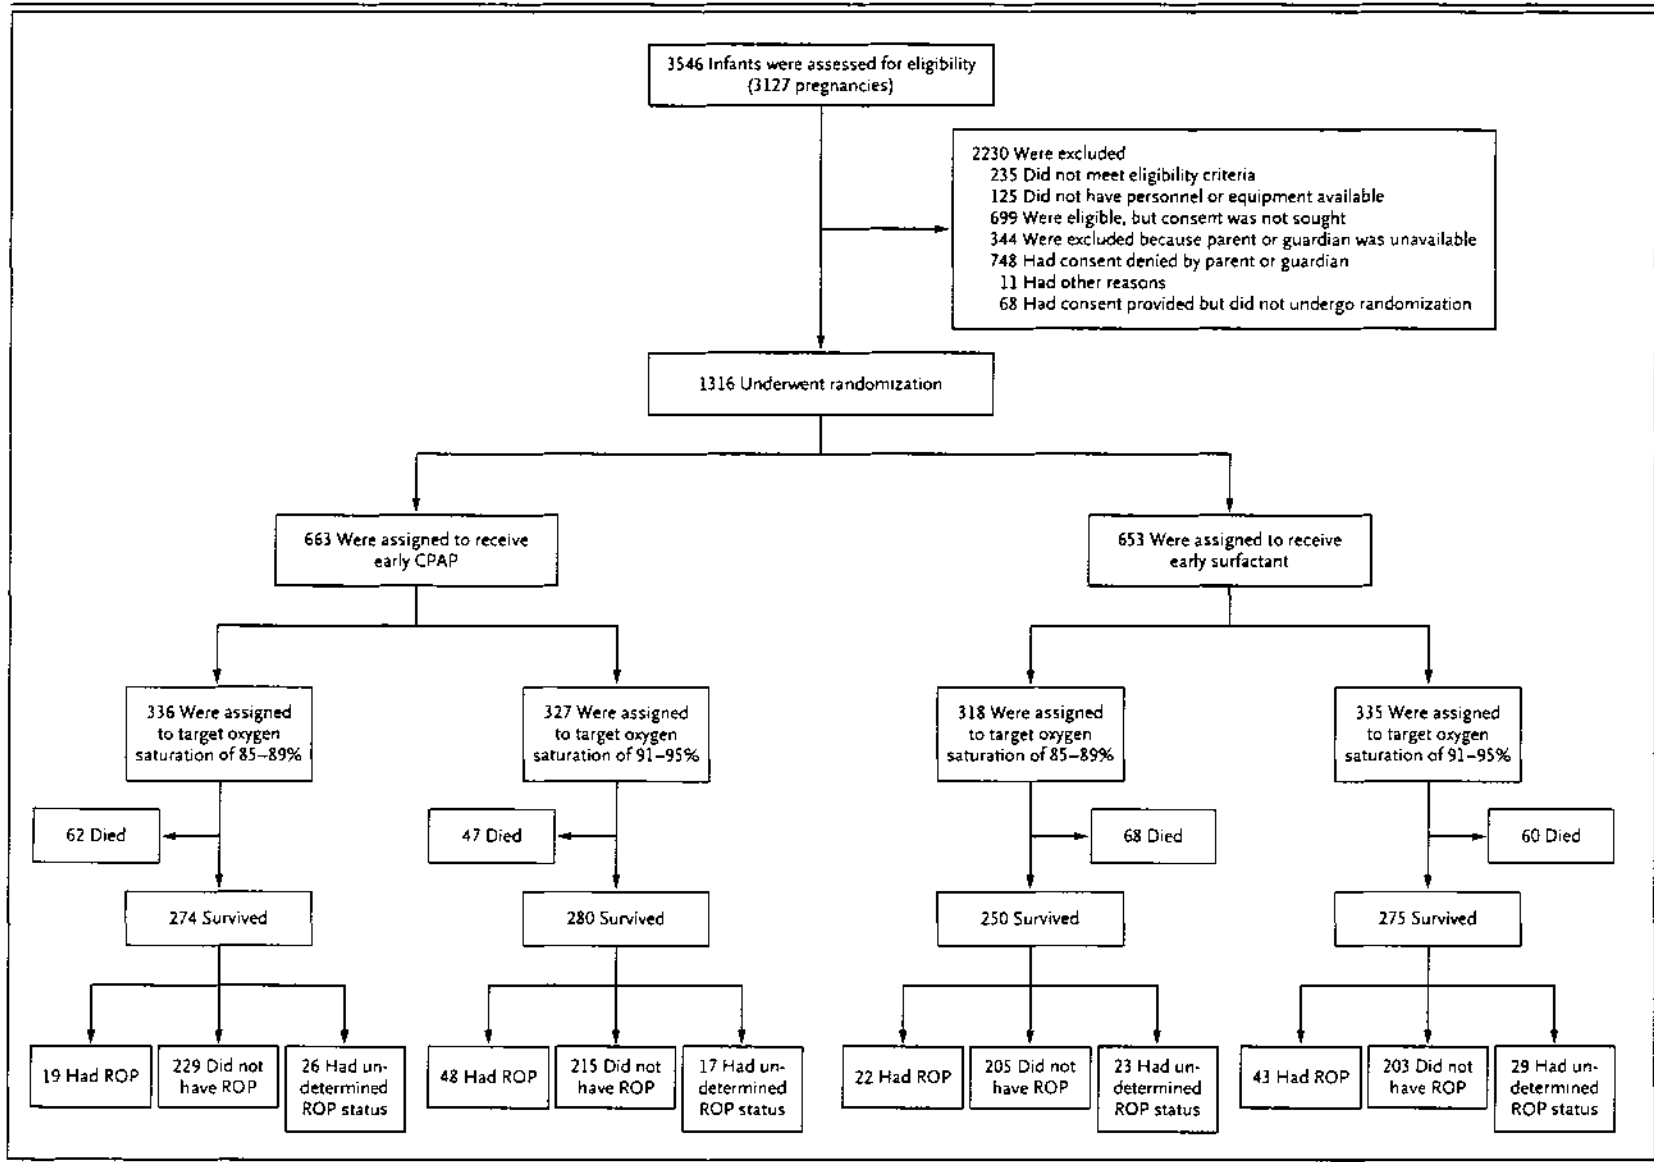 3546 Infants were assessed for eligibility
(3127 pregnancies)
2230 Were excluded
235 Did not meet eligibility criteria
125 Did not have personnel or equipment available
699 Were eligible, but consent was not sought
344 Were excluded because parent or guardian was unavailable
748 Had consent denied by parent or guardian
11 Had other reasons
68 Had consent provided but did not undergo randomization
1316 Underwent randomization
663 Were assigned to receive
early CPAP
653 Were assigned to receive
early surfactant
336 Were assigned
to target oxygen
saturation of 85–89%
327 Were assigned
to target oxygen
saturation of 91–95%
318 Were assigned
to target oxygen
saturation of 85–89%
335 Were assigned
to target oxygen
saturation of 91–95%
62 Died
47 Died
68 Died
60 Died
274 Survived
280 Survived
250 Survived
275 Survived
19 Had ROP
229 Did not
have ROP
26 Had un-
determined
ROP status
48 Had ROP
215 Did not
have ROP
17 Had un-
determined
ROP status
22 Had ROP
205 Did not
have ROP
23 Had un-
determined
ROP status
43 Had ROP
203 Did not
have ROP
29 Had un-
determined
ROP status